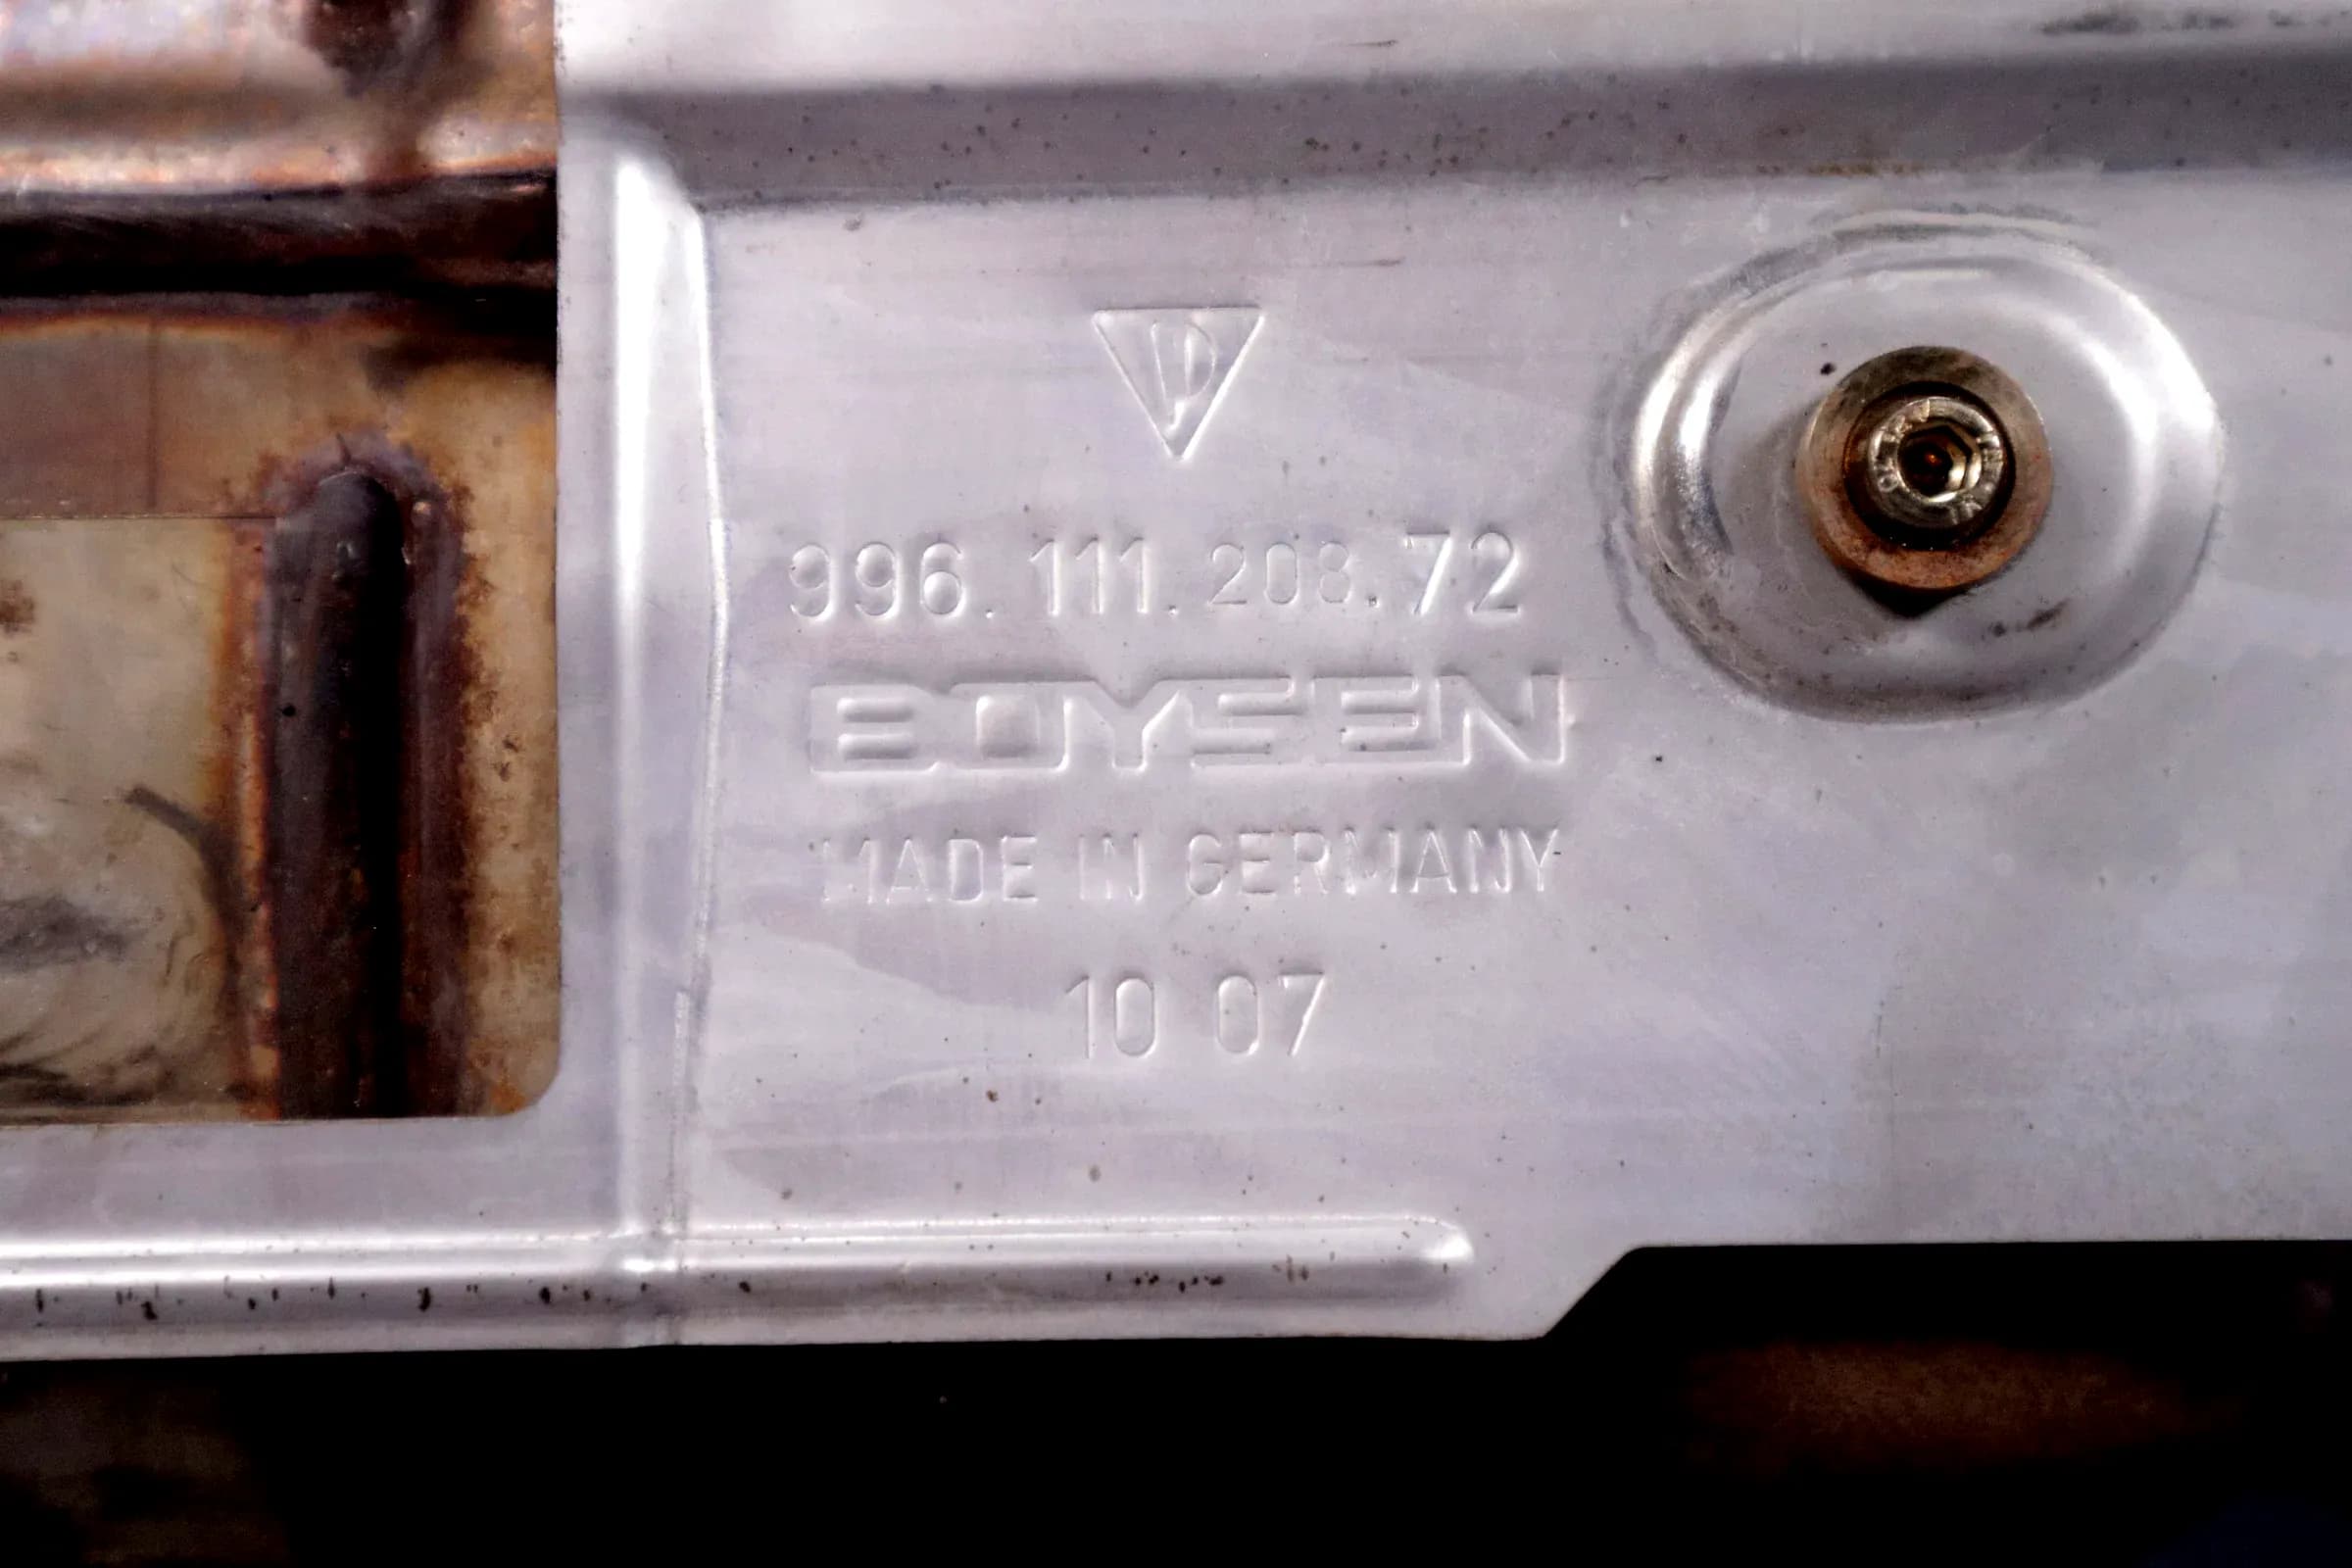 996.111.208.72
BOYSEN
MADE IN GERMANY
10 07